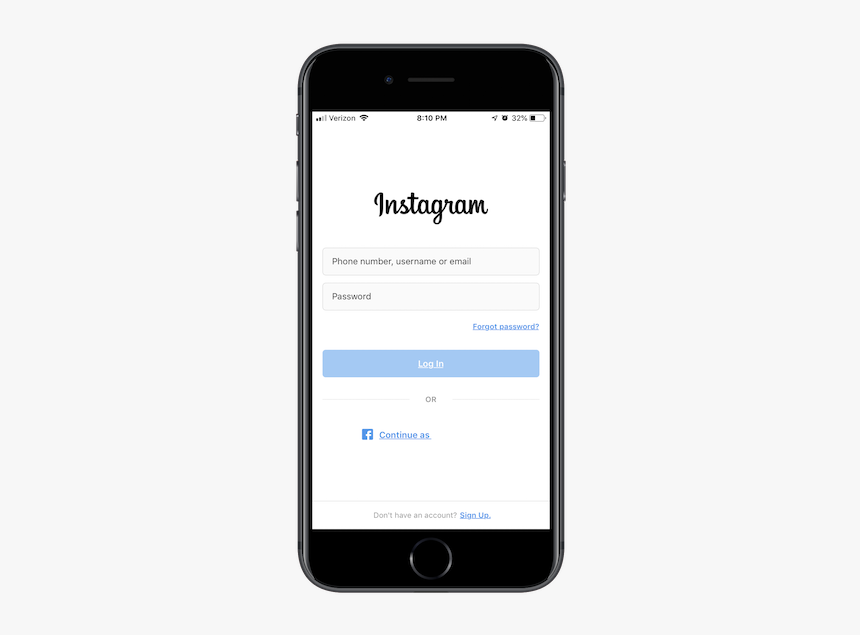 Verizon 8:10 PM 32%
Instagram
Phone number, username or email
Password
Forgot password?
Log In
OR
Continue as
Don't have an account? Sign Up.